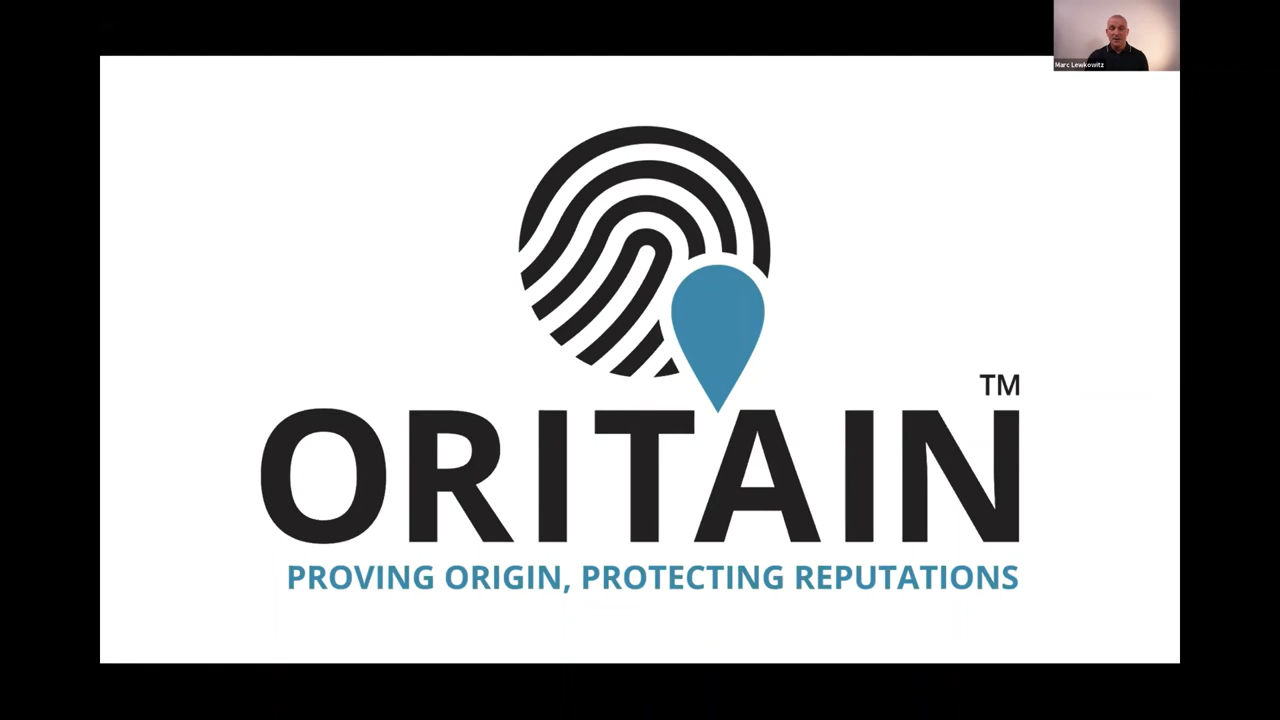 Marc Lewkowitz
TM
ORITAIN
PROVING ORIGIN, PROTECTING REPUTATIONS